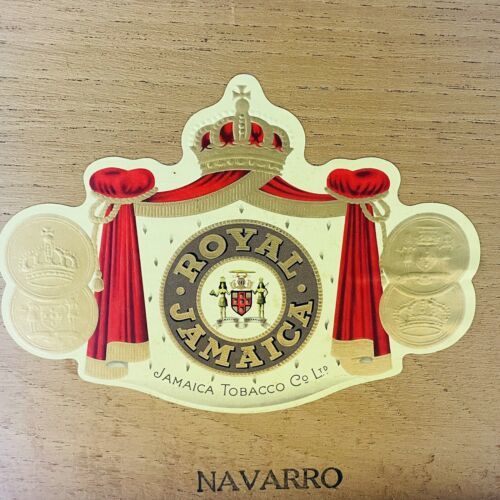 ROYAL
JAMAICA
JAMAICA TOBACCO Co LTD
NAVARRO